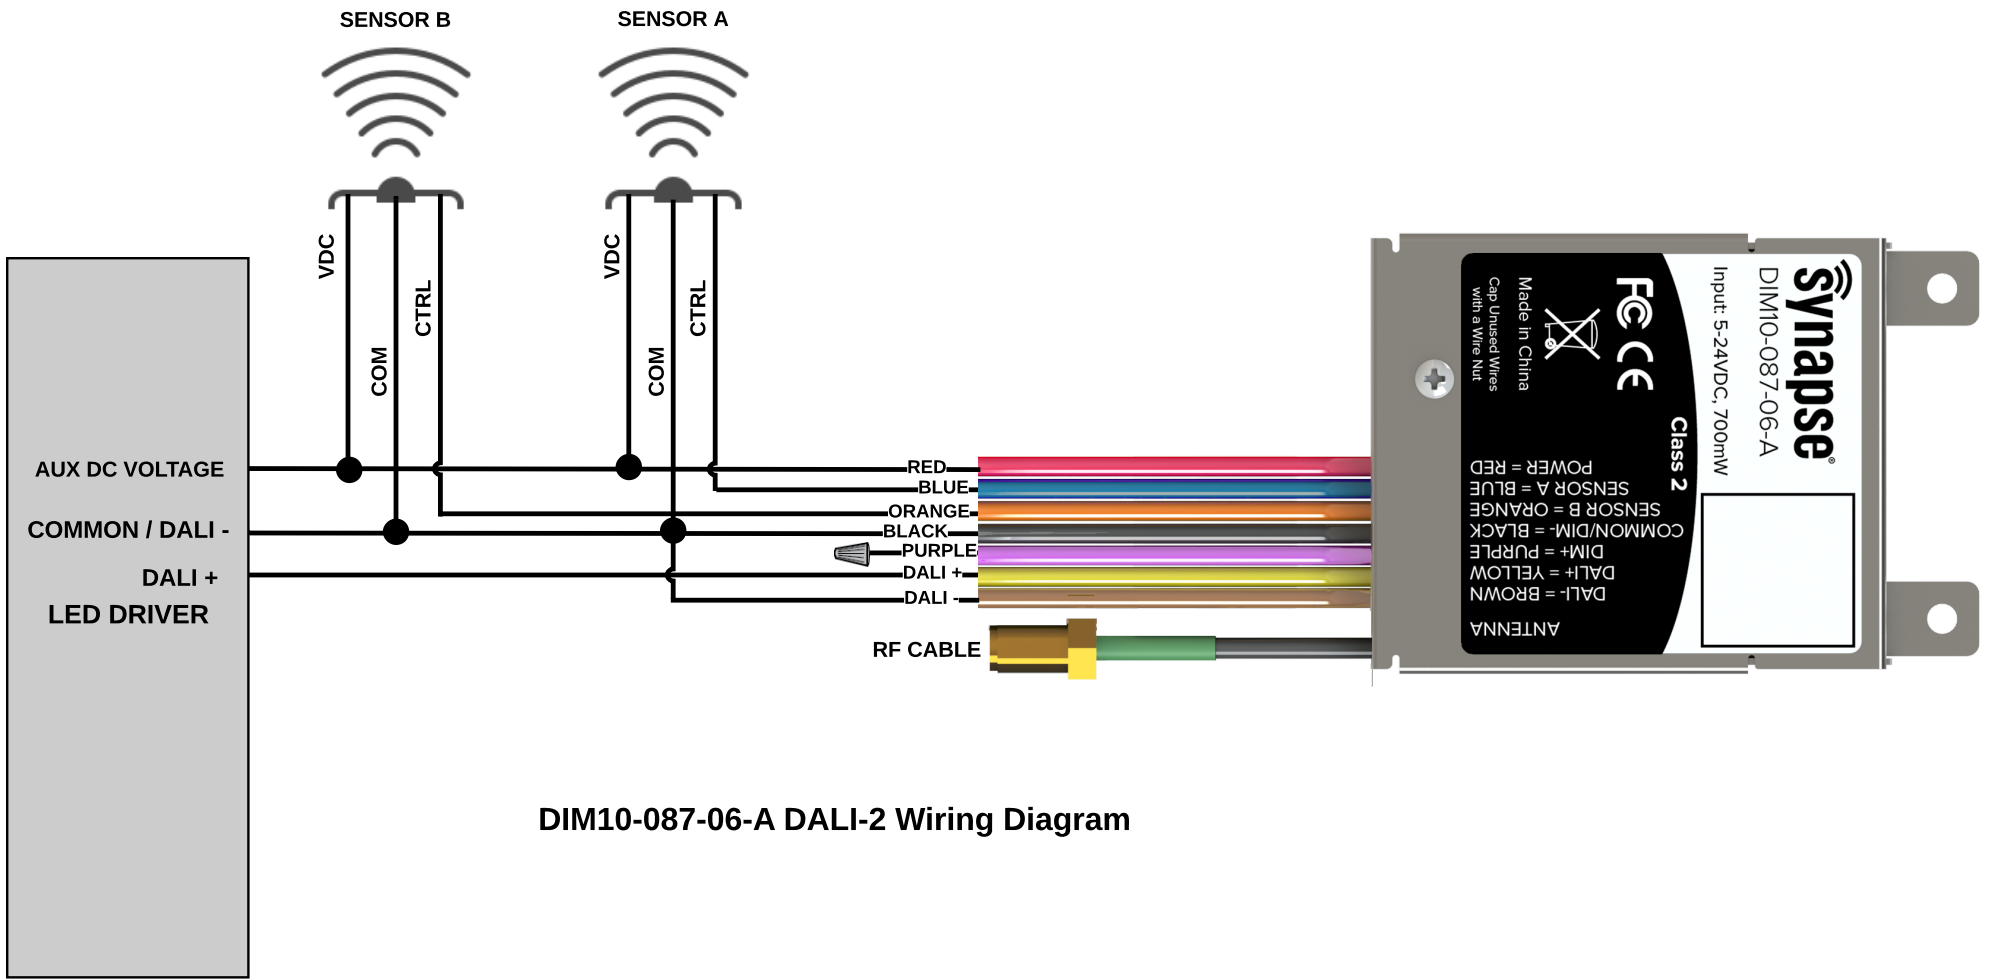 SENSOR B
SENSOR A
VDC
COM
CTRL
VDC
COM
CTRL
AUX DC VOLTAGE
COMMON / DALI -
DALI +
LED DRIVER
RED
BLUE
ORANGE
BLACK
PURPLE
DALI +
DALI -
RF CABLE
synapse®
DIM10-087-06-A
Input: 5-24VDC, 700mW
Class 2
FC CE
Made in China
Cap Unused Wires
with a Wire Nut
POWER = RED
SENSOR A = BLUE
SENSOR B = ORANGE
COMMON/DIM- = BLACK
DIM+ = PURPLE
DALI+ = YELLOW
DALI- = BROWN
ANTENNA
DIM10-087-06-A DALI-2 Wiring Diagram